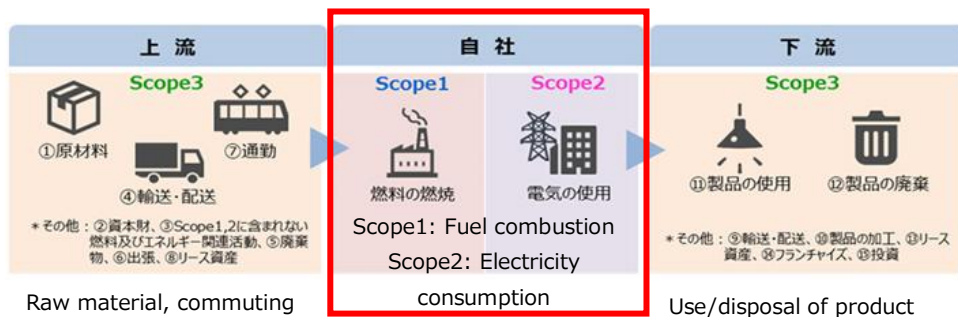 上 流
Scope3
①原材料
⑦通勤
④輸送・配送
*その他：②資本財、③Scope1,2に含まれない
燃料及びエネルギー関連活動、⑤廃棄
物、⑥出張、⑧リース資産
Raw material, commuting
自 社
Scope1
Scope2
燃料の燃焼
電気の使用
Scope1: Fuel combustion
Scope2: Electricity
consumption
下 流
Scope3
⑪製品の使用
⑫製品の廃棄
*その他：⑨輸送・配送、⑩製品の加工、⑬リース
資産、⑭フランチャイズ、⑮投資
Use/disposal of product